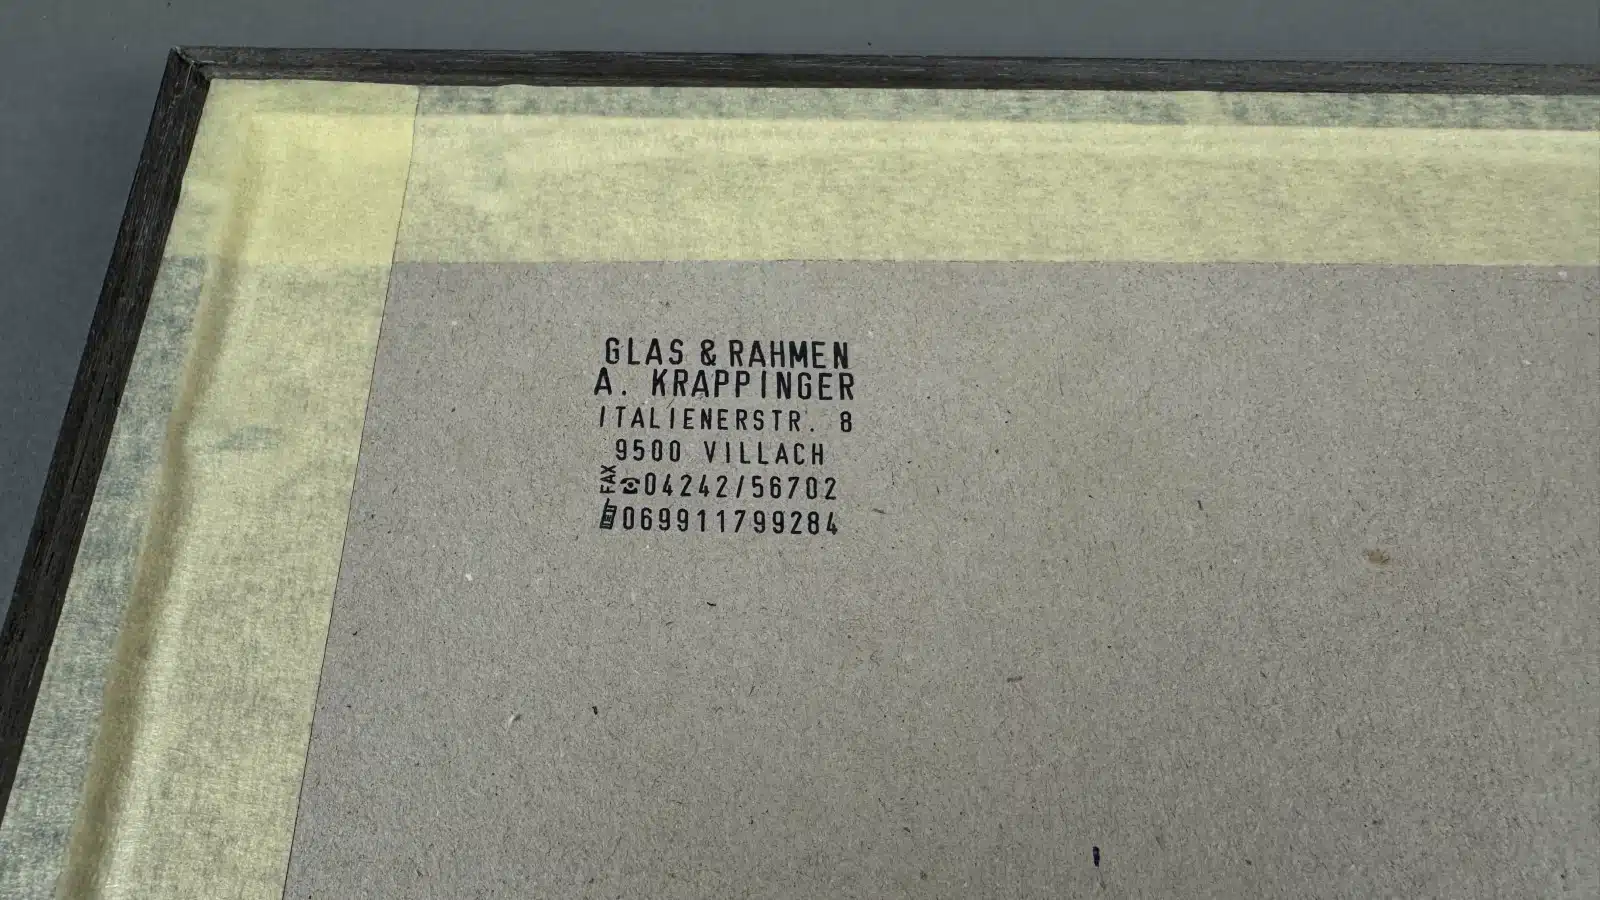 GLAS & RAHMEN
A. KRAPPINGER
ITALIENERSTR. 8
9500 VILLACH
FAX ☎04242/56702
069911799284